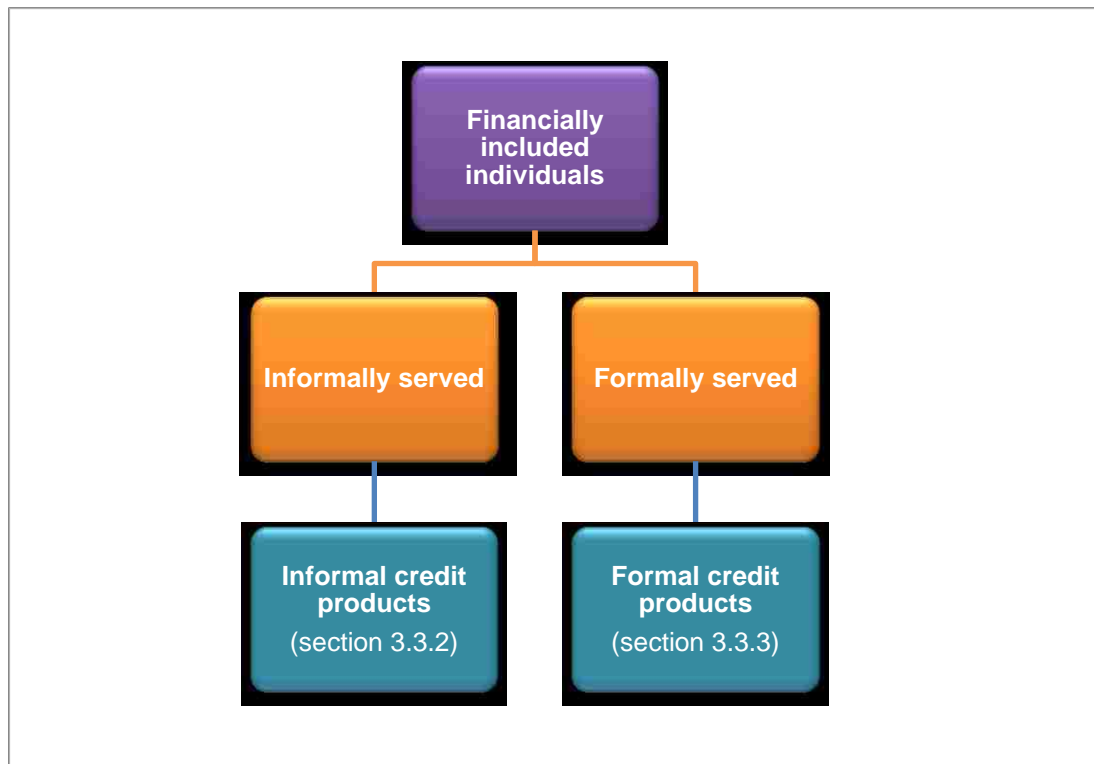 Financially
included
individuals
Informally served
Formally served
Informal credit
products
(section 3.3.2)
Formal credit
products
(section 3.3.3)